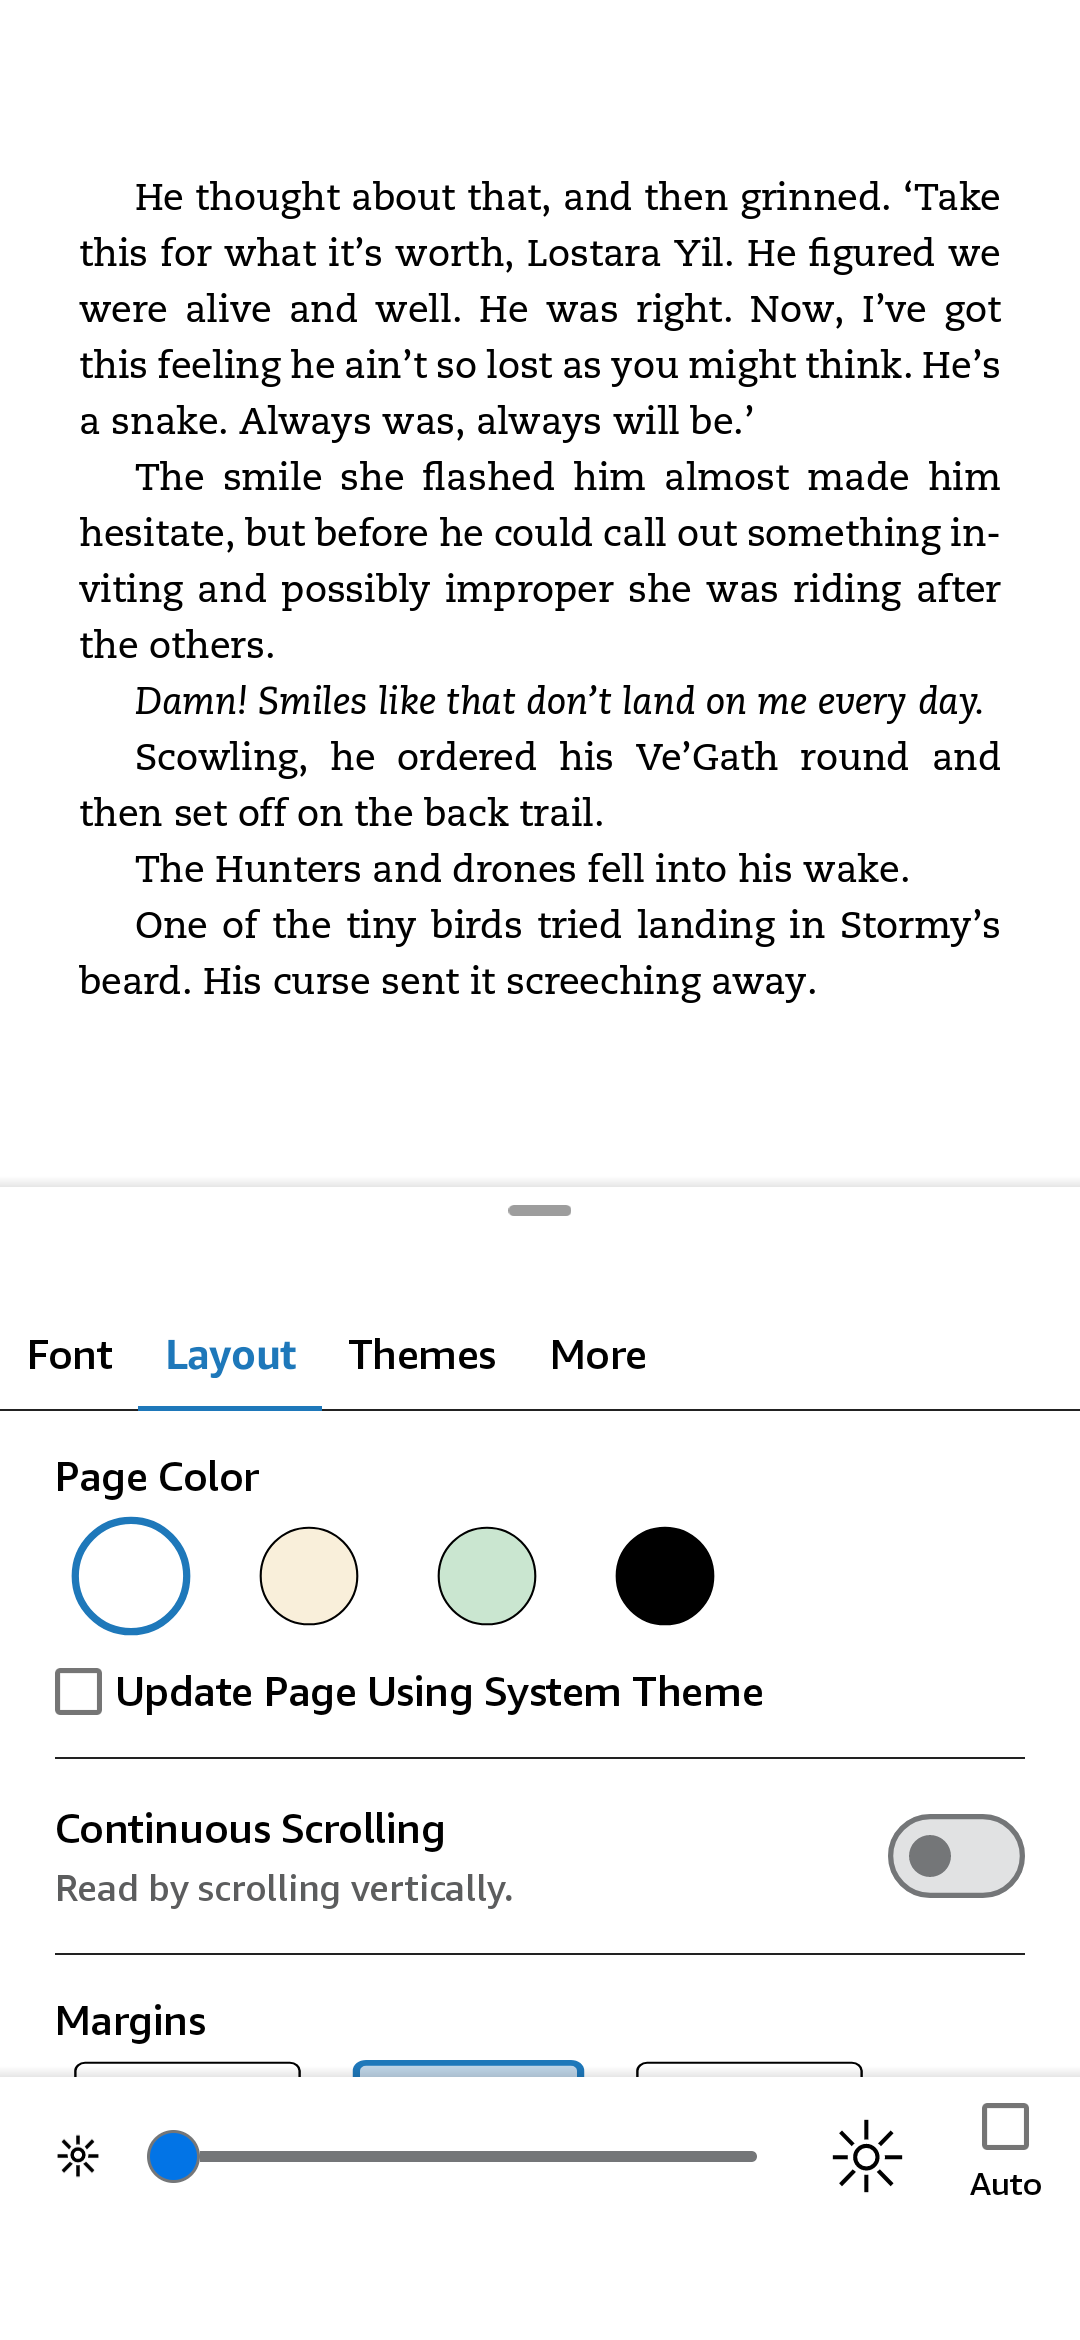 He thought about that, and then grinned. ‘Take
this for what it’s worth, Lostara Yil. He figured we
were alive and well. He was right. Now, I’ve got
this feeling he ain’t so lost as you might think. He’s
a snake. Always was, always will be.’
The smile she flashed him almost made him
hesitate, but before he could call out something in-
viting and possibly improper she was riding after
the others.
Damn! Smiles like that don’t land on me every day.
Scowling, he ordered his Ve’Gath round and
then set off on the back trail.
The Hunters and drones fell into his wake.
One of the tiny birds tried landing in Stormy’s
beard. His curse sent it screeching away.
Font Layout Themes More
Page Color
Update Page Using System Theme
Continuous Scrolling
Read by scrolling vertically.
Margins
Auto